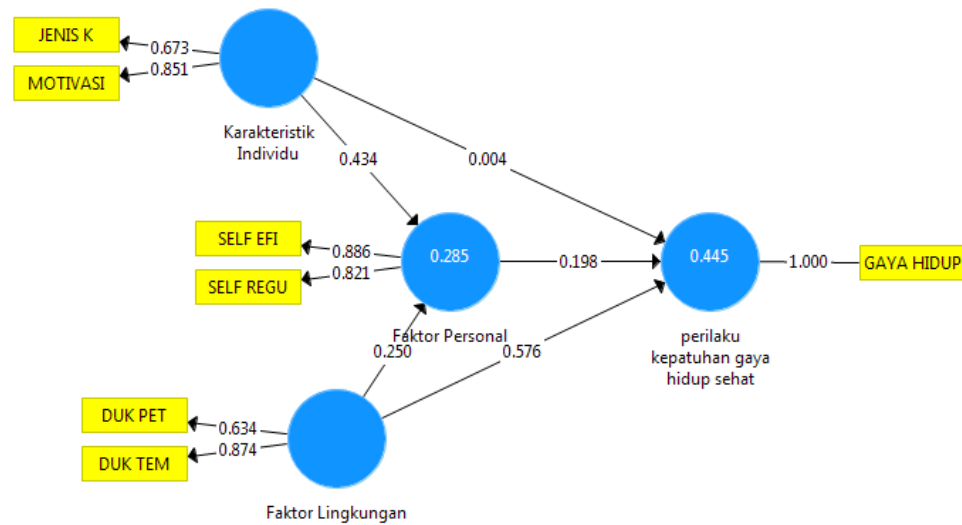 JENIS K
0.673
0.851
MOTIVASI
Karakteristik
Individu
0.434
0.004
SELF EFI
0.886
0.821
SELF REGU
0.285
0.198
0.445
1.000
GAYA HIDUP
Faktor Personal
0.250
0.576
perilaku
kepatuhan gaya
hidup sehat
DUK PET
0.634
0.874
DUK TEM
Faktor Lingkungan